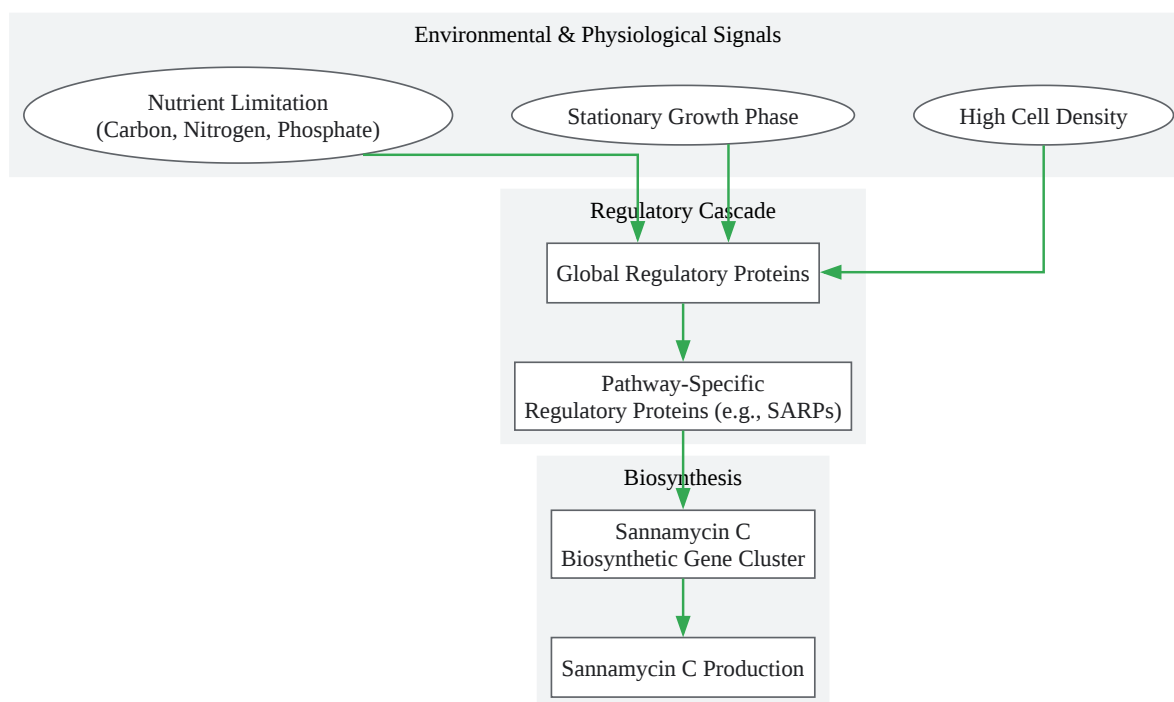 Environmental & Physiological Signals
Nutrient Limitation
(Carbon, Nitrogen, Phosphate)
Stationary Growth Phase
High Cell Density
Regulatory Cascade
Global Regulatory Proteins
Pathway-Specific
Regulatory Proteins (e.g., SARPs)
Biosynthesis
Sannamycin C
Biosynthetic Gene Cluster
Sannamycin C Production